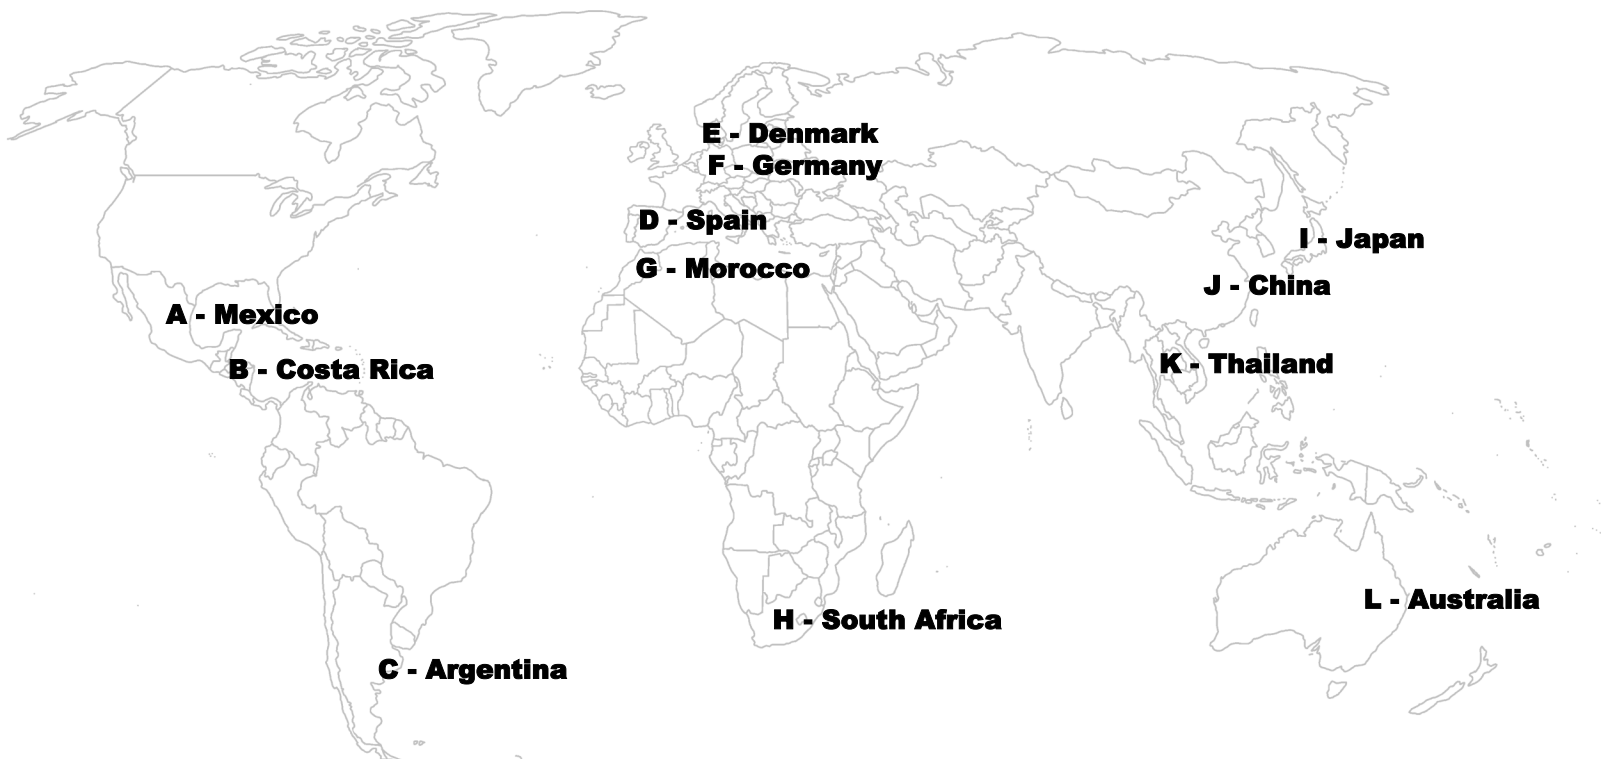 E - Denmark
F - Germany
D - Spain
I - Japan
G - Morocco
J - China
A - Mexico
K - Thailand
B - Costa Rica
L - Australia
H - South Africa
C - Argentina